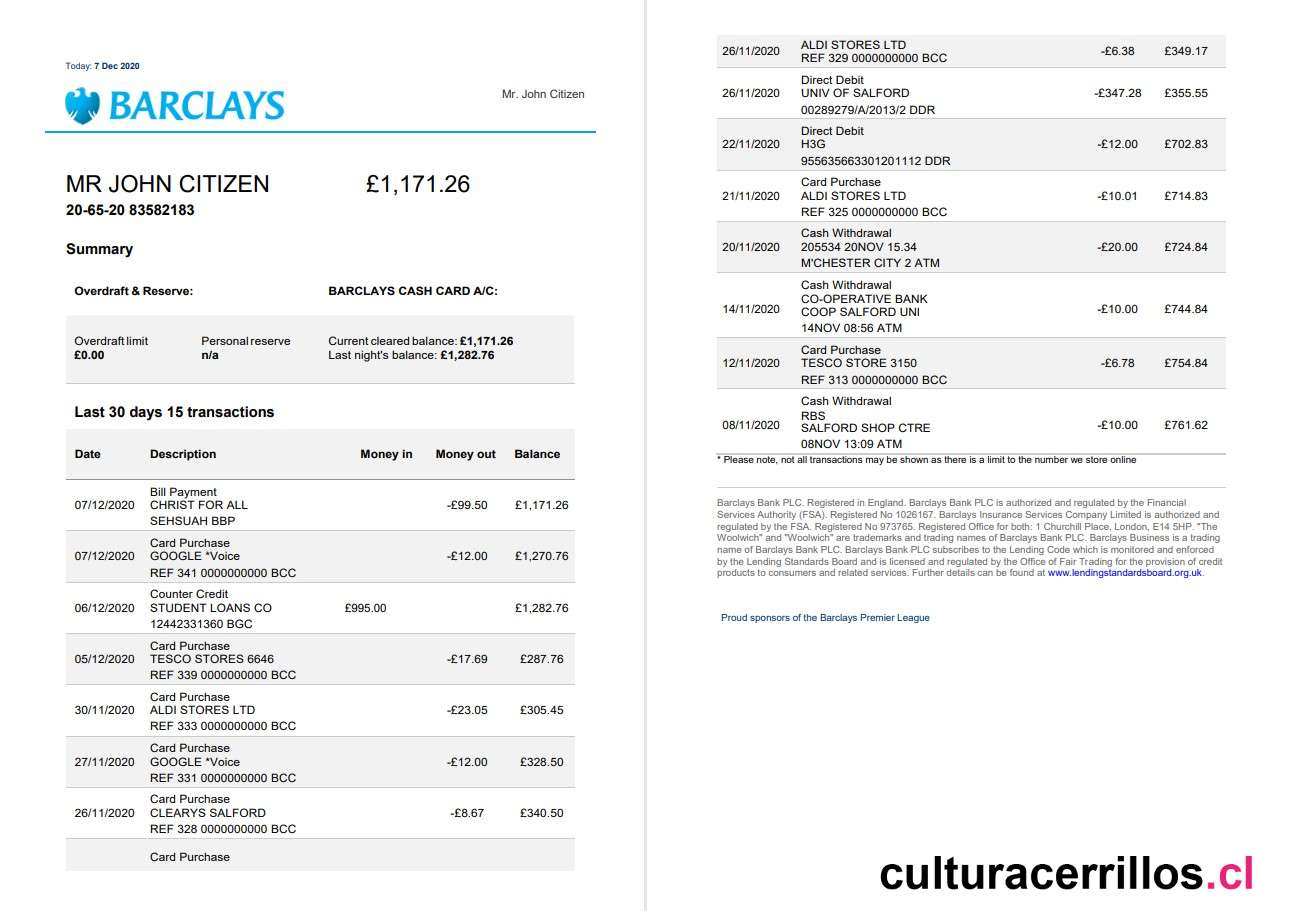 Today: 7 Dec 2020
BARCLAYS
Mr. John Citizen
MR JOHN CITIZEN £1,171.26
20-65-20 83582183
Summary
Overdraft & Reserve: BARCLAYS CASH CARD A/C:
Overdraft limit Personal reserve Current cleared balance: £1,171.26
£0.00 n/a Last night's balance: £1,282.76
Last 30 days 15 transactions
Date Description Money in Money out Balance
Bill Payment
07/12/2020 CHRIST FOR ALL -£99.50 £1,171.26
SEHSUAH BBP
Card Purchase
07/12/2020 GOOGLE *Voice -£12.00 £1,270.76
REF 341 0000000000 BCC
Counter Credit
06/12/2020 STUDENT LOANS CO £995.00 £1,282.76
12442331360 BGC
Card Purchase
05/12/2020 TESCO STORES 6646 -£17.69 £287.76
REF 339 0000000000 BCC
Card Purchase
30/11/2020 ALDI STORES LTD -£23.05 £305.45
REF 333 0000000000 BCC
Card Purchase
27/11/2020 GOOGLE *Voice -£12.00 £328.50
REF 331 0000000000 BCC
Card Purchase
26/11/2020 CLEARYS SALFORD -£8.67 £340.50
REF 328 0000000000 BCC
Card Purchase
ALDI STORES LTD
26/11/2020 -£6.38 £349.17
REF 329 0000000000 BCC
Direct Debit
26/11/2020 UNIV OF SALFORD -£347.28 £355.55
00289279/A/2013/2 DDR
Direct Debit
22/11/2020 H3G -£12.00 £702.83
955635663301201112 DDR
Card Purchase
21/11/2020 ALDI STORES LTD -£10.01 £714.83
REF 325 0000000000 BCC
Cash Withdrawal
20/11/2020 205534 20NOV 15.34 -£20.00 £724.84
M'CHESTER CITY 2 ATM
Cash Withdrawal
CO-OPERATIVE BANK
14/11/2020 COOP SALFORD UNI -£10.00 £744.84
14NOV 08:56 ATM
Card Purchase
12/11/2020 TESCO STORE 3150 -£6.78 £754.84
REF 313 0000000000 BCC
Cash Withdrawal
RBS
08/11/2020 SALFORD SHOP CTRE -£10.00 £761.62
08NOV 13:09 ATM
* Please note, not all transactions may be shown as there is a limit to the number we store online
Barclays Bank PLC. Registered in England. Barclays Bank PLC is authorized and regulated by the Financial
Services Authority (FSA). Registered No 1026167. Barclays Insurance Services Company Limited is authorized and
regulated by the FSA. Registered No 973765. Registered Office for both: 1 Churchill Place, London, E14 5HP. "The
Woolwich" and "Woolwich" are trademarks and trading names of Barclays Bank PLC. Barclays Business is a trading
name of Barclays Bank PLC. Barclays Bank PLC subscribes to the Lending Code which is monitored and enforced
by the Lending Standards Board and is licensed and regulated by the Office of Fair Trading for the provision of credit
products to consumers and related services. Further details can be found at www.lendingstandardsboard.org.uk.
Proud sponsors of the Barclays Premier League
culturacerrillos.cl